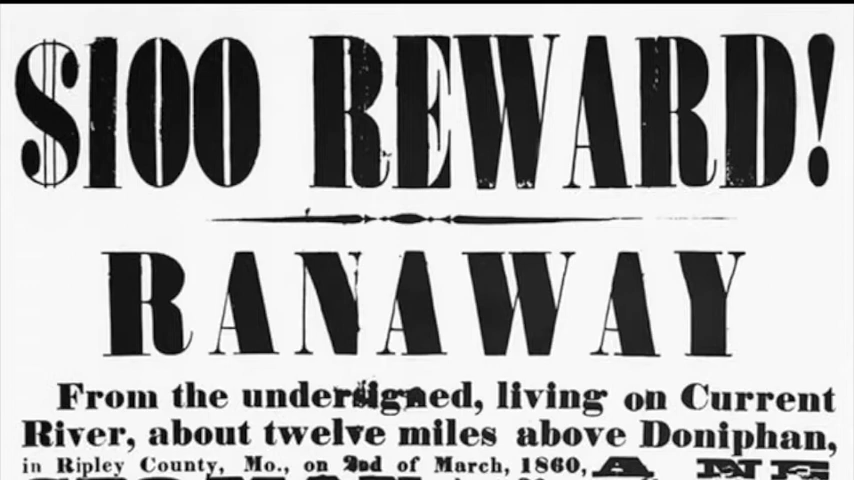 $100 REWARD!
RANAWAY
From the undersigned, living on Current
River, about twelve miles above Doniphan,
in Ripley County, Mo., on 2nd of March, 1860, A